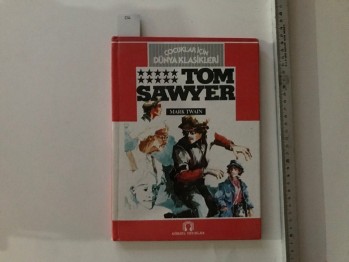 ÇOCUKLAR İÇİN
DÜNYA KLASİKLERİ
TOM
SAWYER
MARK TWAIN